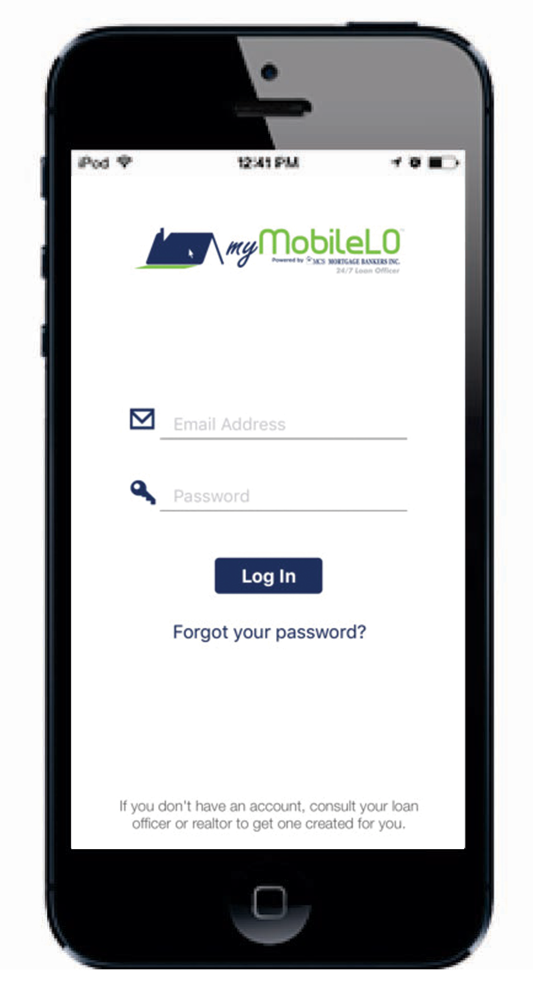 iPod 12:41 PM
myMobileLO™
Powered by MCS MORTGAGE BANKERS INC.
24/7 Loan Officer
Email Address
Password
Log In
Forgot your password?
If you don't have an account, consult your loan
officer or realtor to get one created for you.